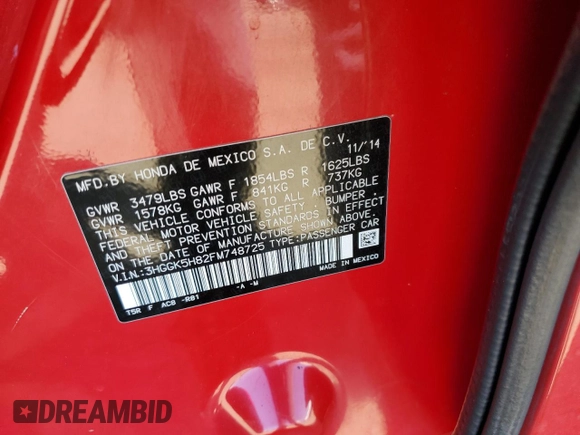 MFD. BY HONDA DE MEXICO S.A. DE C.V. 11/'14
GVWR 3479LBS GAWR F 1854LBS R 1625LBS
GVWR 1578KG GAWR F 841KG R 737KG
THIS VEHICLE CONFORMS TO ALL APPLICABLE
FEDERAL MOTOR VEHICLE SAFETY, BUMPER,
AND THEFT PREVENTION STANDARDS IN EFFECT
ON THE DATE OF MANUFACTURE SHOWN ABOVE.
V.I.N.:3HGGK5H82FM748725 TYPE:PASSENGER CAR
T5R F AC8 -R81 -A -M MADE IN MEXICO
DREAMBID